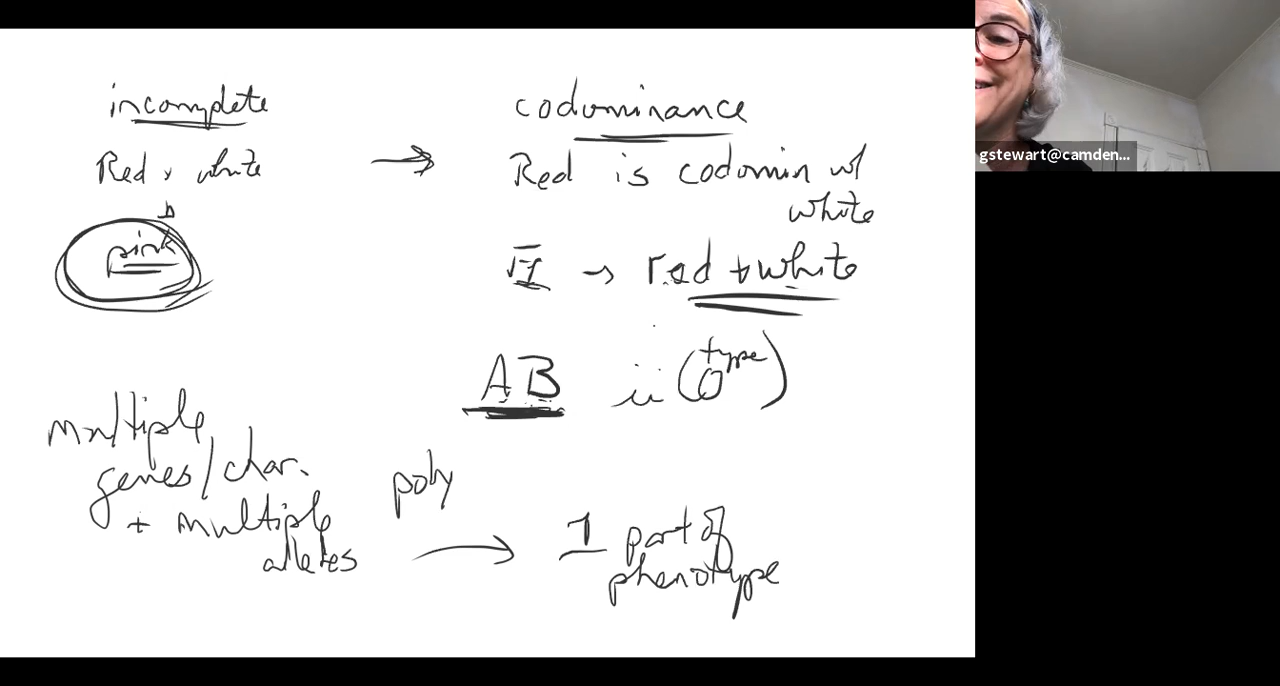 incomplete
Red x white
pink
codominance
Red is codomin w/
white
F1 → red + white
AB ii (O type)
multiple
genes/char.
+ multiple
alleles
poly
→ 1 part of
phenotype
gstewart@camden...